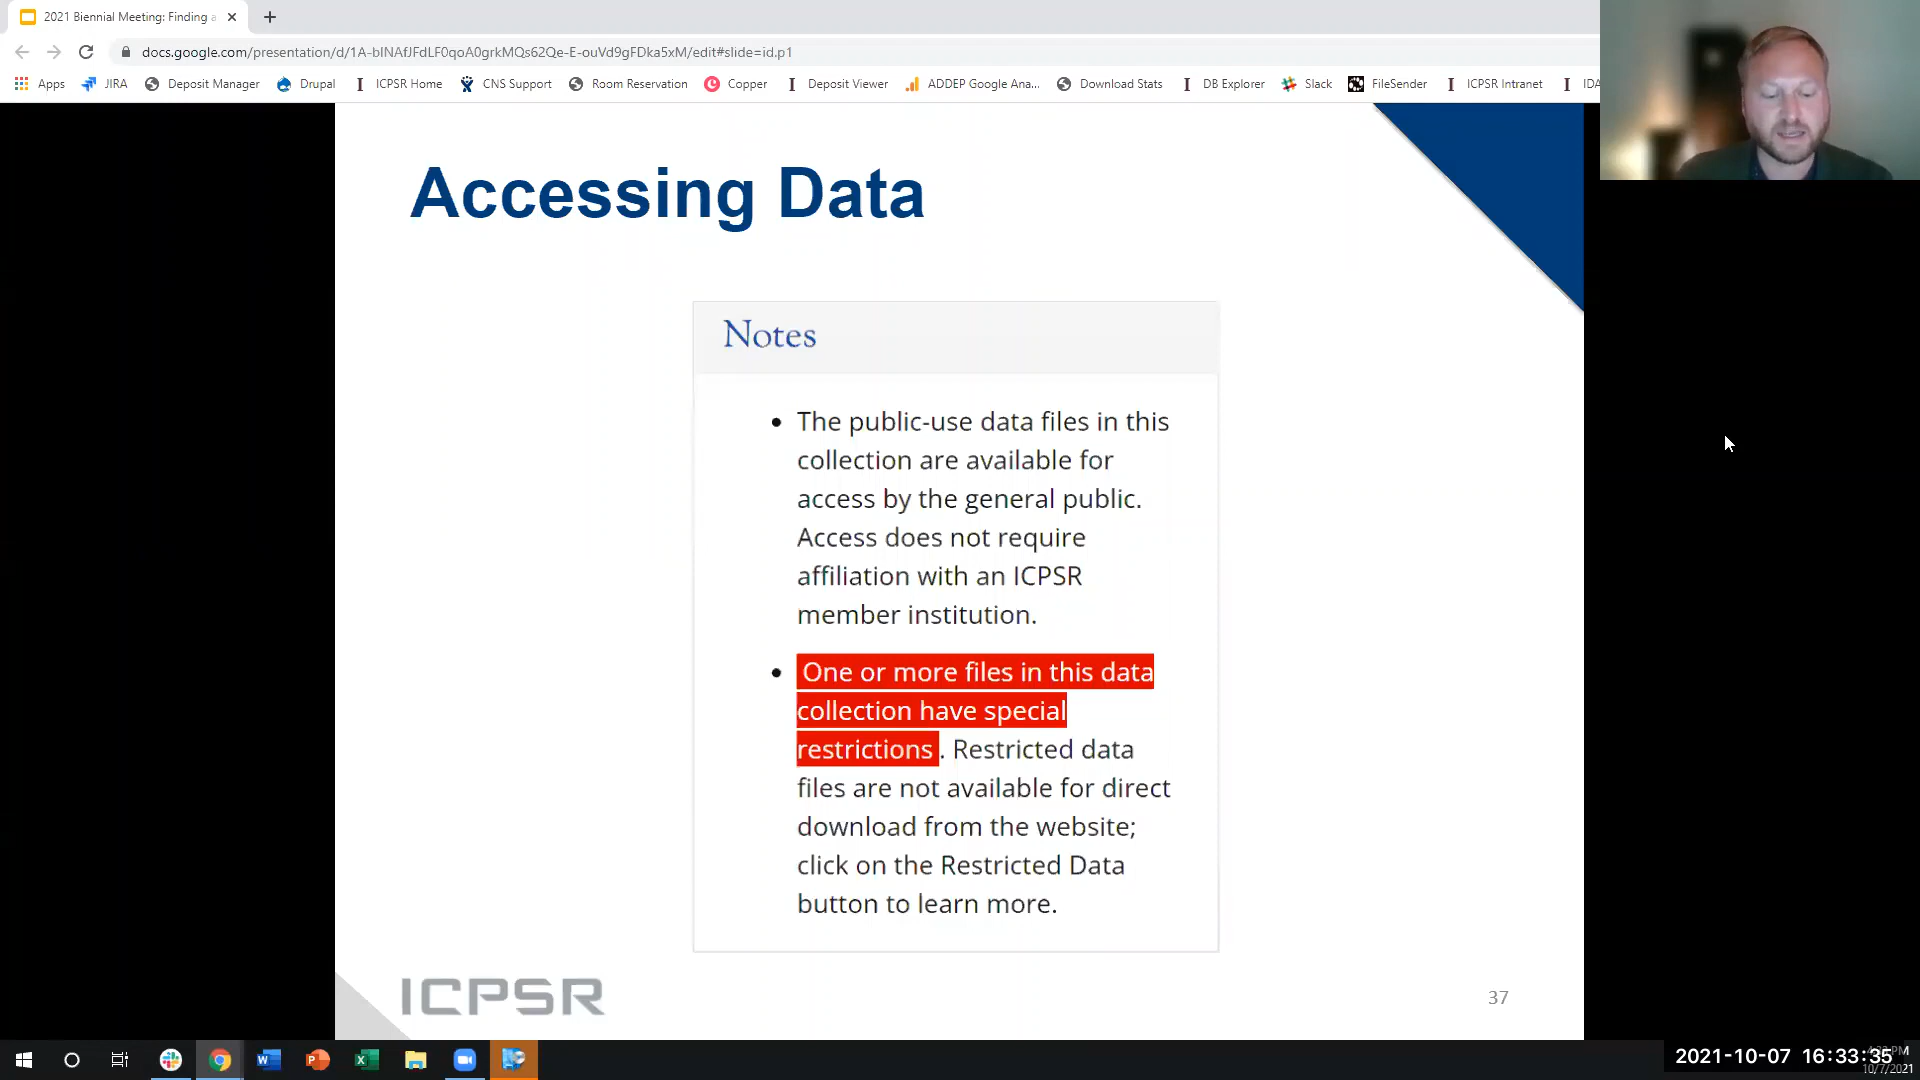 2021 Biennial Meeting: Finding a
docs.google.com/presentation/d/1A-bINAfJFdLF0qoA0grkMQs62Qe-E-ouVd9gFDka5xM/edit#slide=id.p1
Apps JIRA Deposit Manager Drupal ICPSR Home CNS Support Room Reservation Copper Deposit Viewer ADDEP Google Ana... Download Stats DB Explorer Slack FileSender ICPSR Intranet IDA
Accessing Data
Notes
• The public-use data files in this
collection are available for
access by the general public.
Access does not require
affiliation with an ICPSR
member institution.
• One or more files in this data
collection have special
restrictions . Restricted data
files are not available for direct
download from the website;
click on the Restricted Data
button to learn more.
ICPSR
37
2021-10-07 16:33:35
10/7/2021